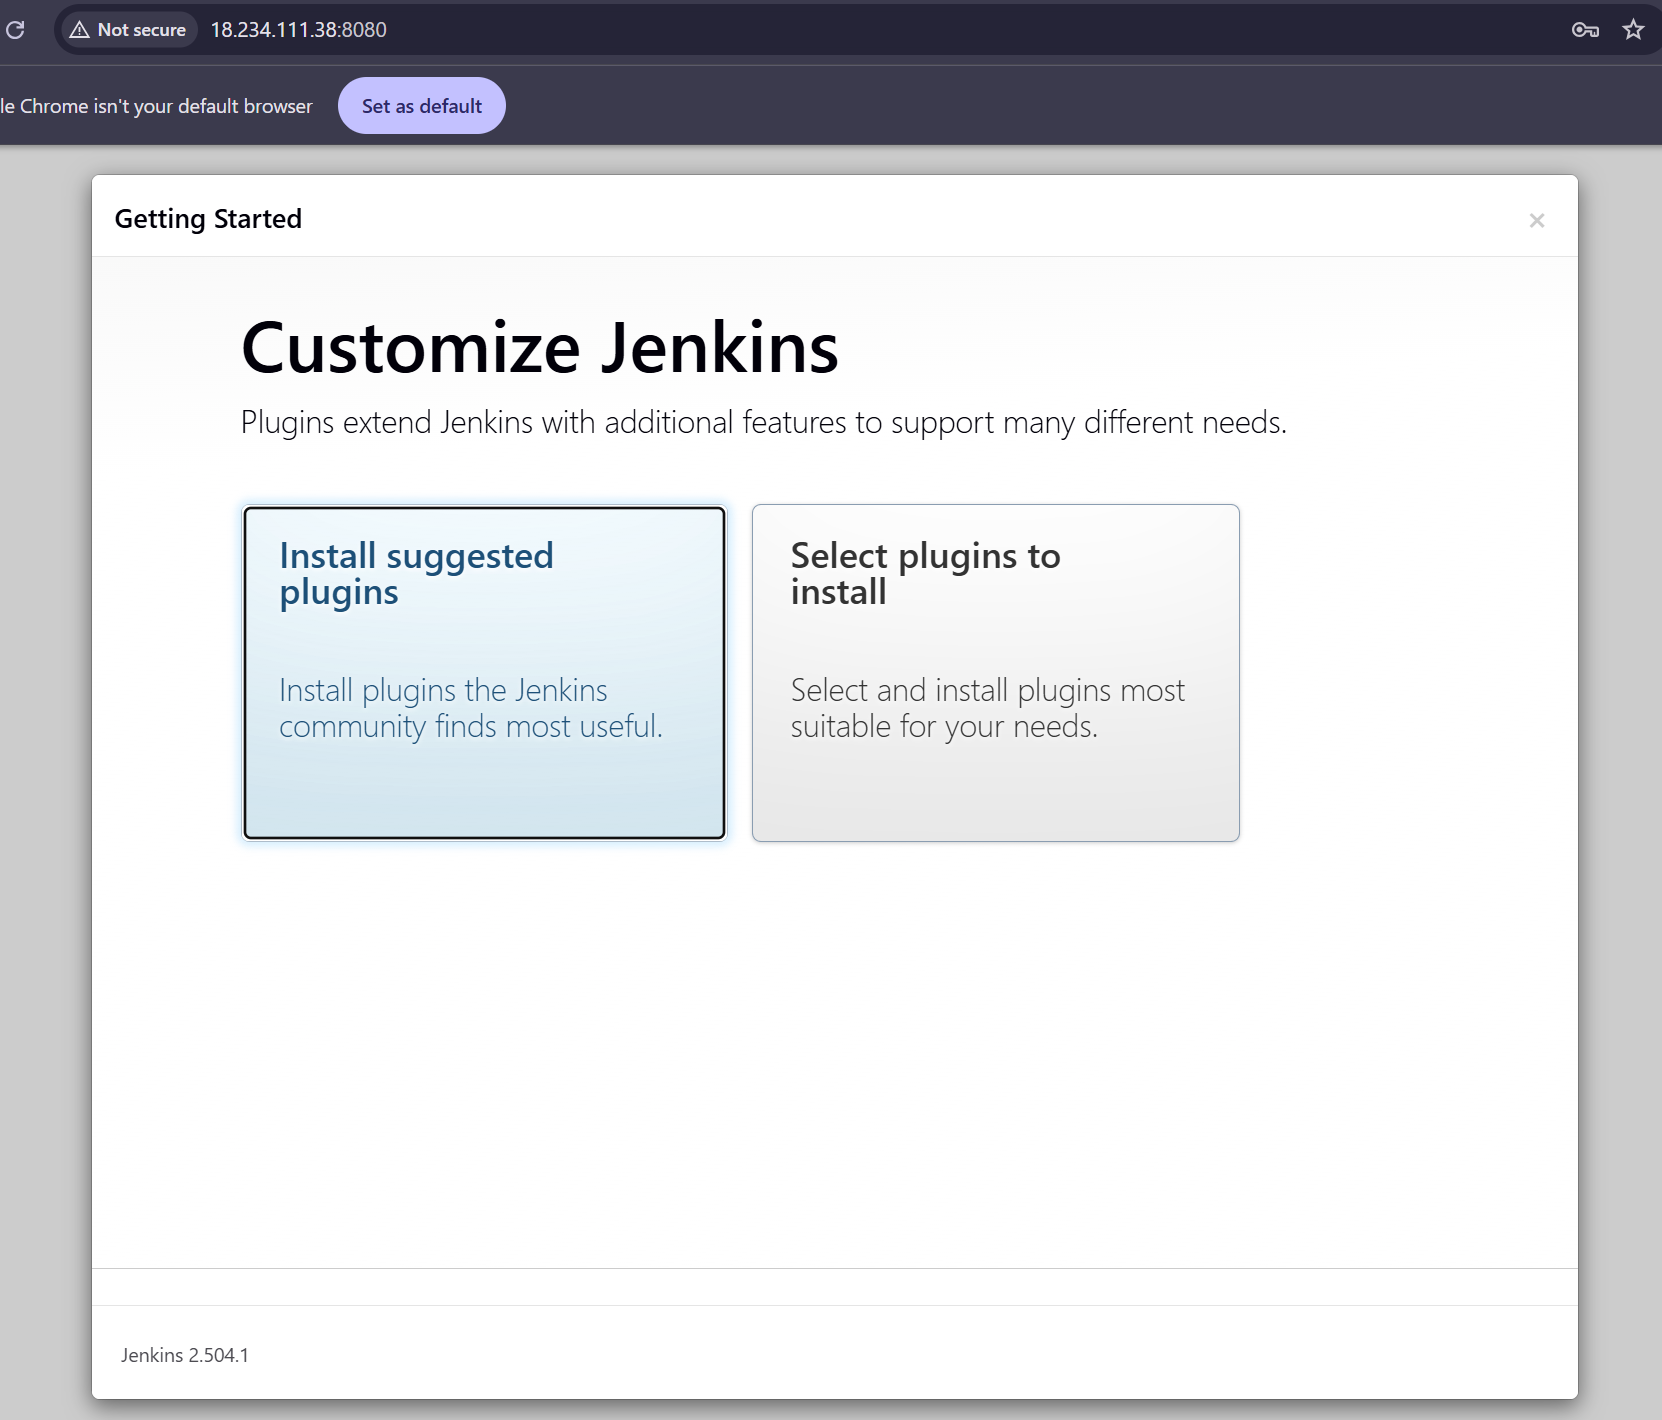 Not secure 18.234.111.38:8080
le Chrome isn't your default browser Set as default
Getting Started
Customize Jenkins
Plugins extend Jenkins with additional features to support many different needs.
Install suggested
plugins
Install plugins the Jenkins
community finds most useful.
Select plugins to
install
Select and install plugins most
suitable for your needs.
Jenkins 2.504.1